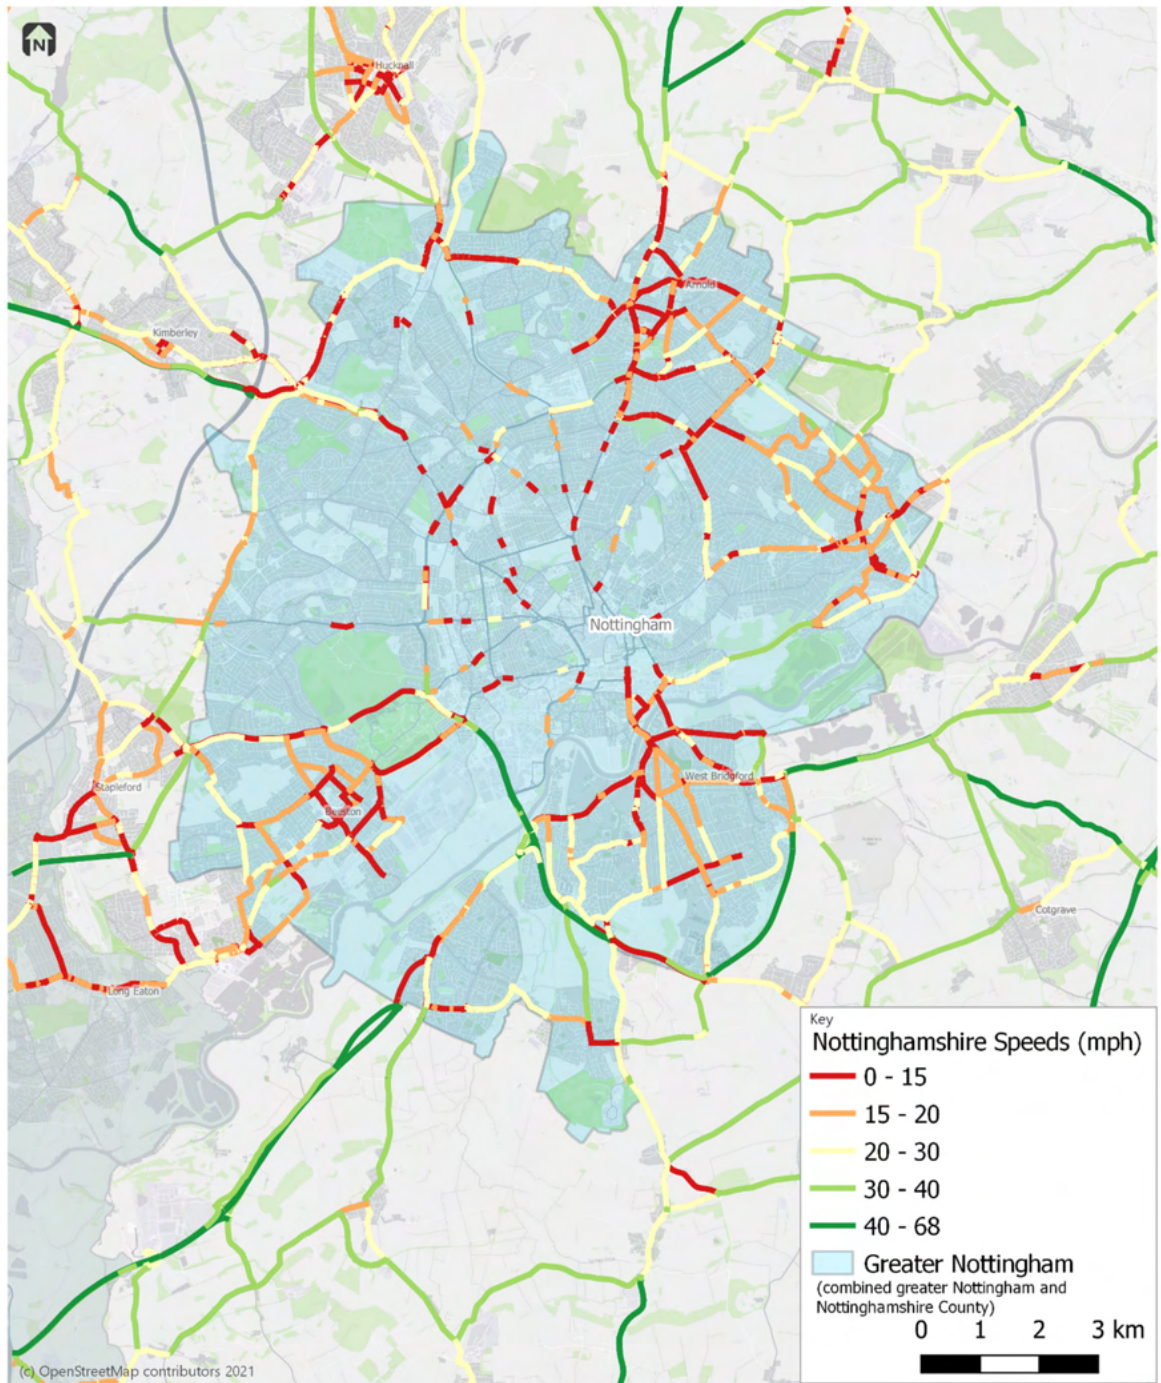 N
Hucknall
Arnold
Kimberley
Nottingham
West Bridgford
Stapleford
Beeston
Cotgrave
Long Eaton
Key
Nottinghamshire Speeds (mph)
0 - 15
15 - 20
20 - 30
30 - 40
40 - 68
Greater Nottingham
(combined greater Nottingham and
Nottinghamshire County)
0 1 2 3 km
(c) OpenStreetMap contributors 2021